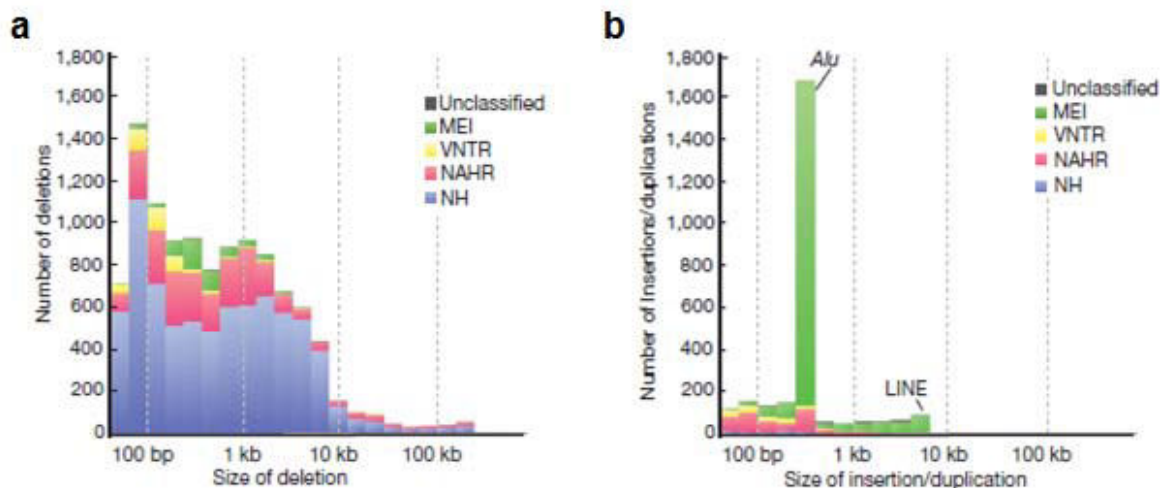 a
Number of deletions
1,800
1,600
1,400
1,200
1,000
800
600
400
200
0
Unclassified
MEI
VNTR
NAHR
NH
100 bp
1 kb
10 kb
100 kb
Size of deletion
b
Number of Insertions/duplications
1,800
1,600
1,400
1,200
1,000
800
600
400
200
0
Alu
LINE
Unclassified
MEI
VNTR
NAHR
NH
100 bp
1 kb
10 kb
100 kb
Size of insertion/duplication